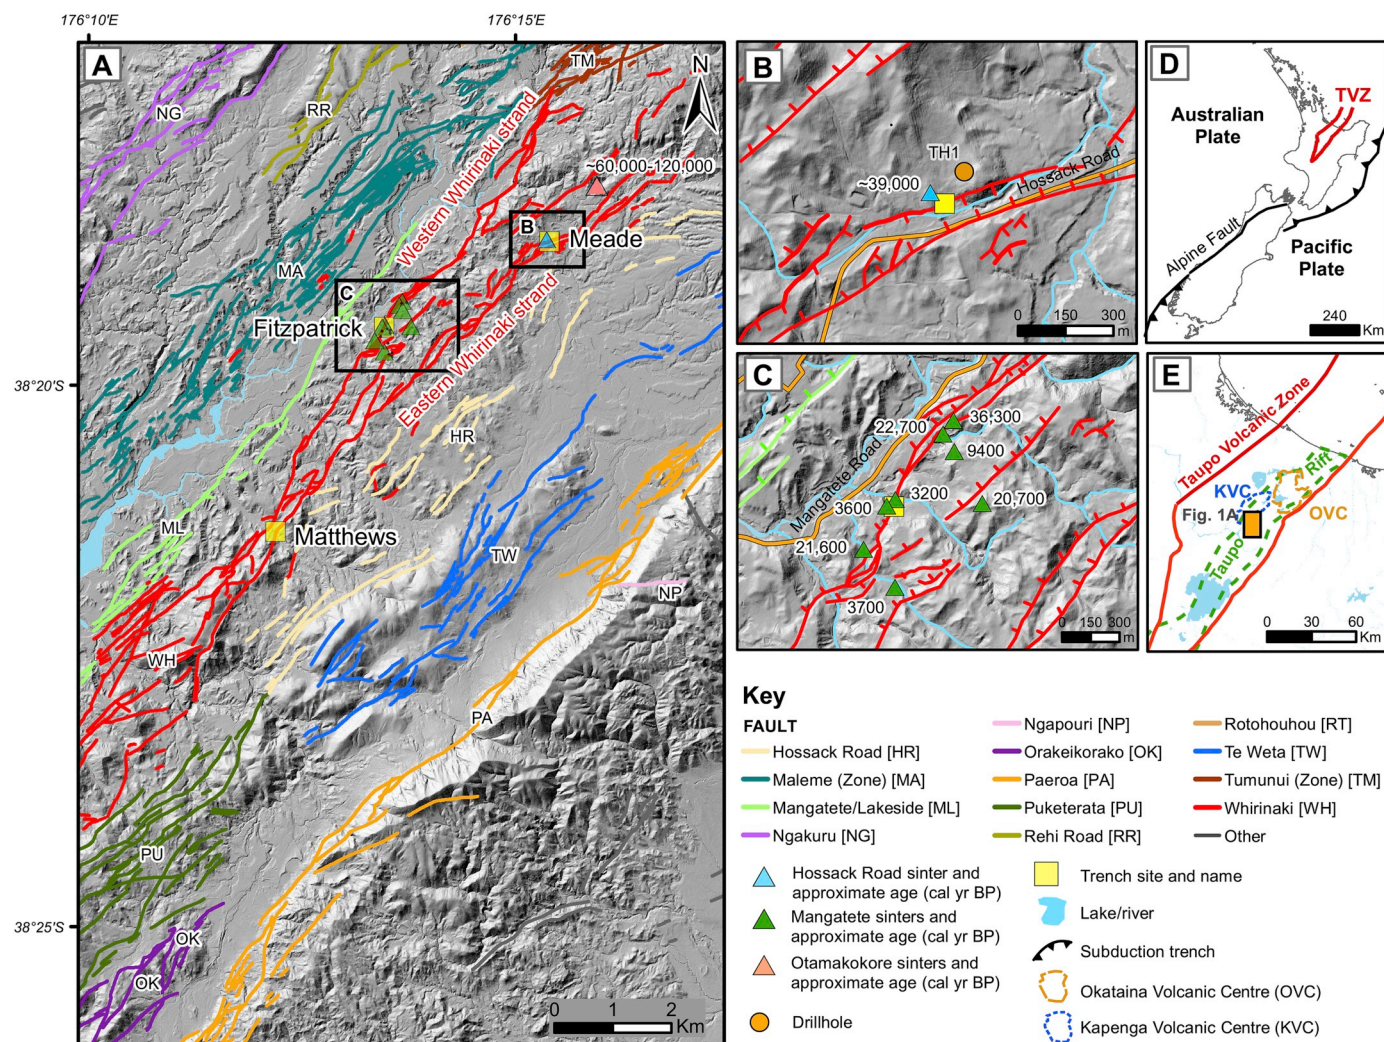 176°10'E
176°15'E
38°20'S
38°25'S
A
N
NG
RR
TM
MA
Western Whirinaki strand
~60,000-120,000
B
Meade
C
Fitzpatrick
Eastern Whirinaki strand
HR
ML
Matthews
TW
NP
WH
PA
PU
OK
OK
0 1 2
Km
B
TH1
~39,000
Hossack Road
0 150 300
m
C
Mangatete Road
22,700
36,300
9400
3200
3600
20,700
21,600
3700
0 150 300
m
D
Australian
Plate
TVZ
Alpine Fault
Pacific
Plate
240
Km
E
Taupo Volcanic Zone
KVC
Rift
Fig. 1A
OVC
Taupo
0 30 60
Km
Key
FAULT
Hossack Road [HR]
Maleme (Zone) [MA]
Mangatete/Lakeside [ML]
Ngakuru [NG]
Ngapouri [NP]
Orakeikorako [OK]
Paeroa [PA]
Puketerata [PU]
Rehi Road [RR]
Rotohouhou [RT]
Te Weta [TW]
Tumunui (Zone) [TM]
Whirinaki [WH]
Other
Hossack Road sinter and
approximate age (cal yr BP)
Mangatete sinters and
approximate age (cal yr BP)
Otamakokore sinters and
approximate age (cal yr BP)
Drillhole
Trench site and name
Lake/river
Subduction trench
Okataina Volcanic Centre (OVC)
Kapenga Volcanic Centre (KVC)